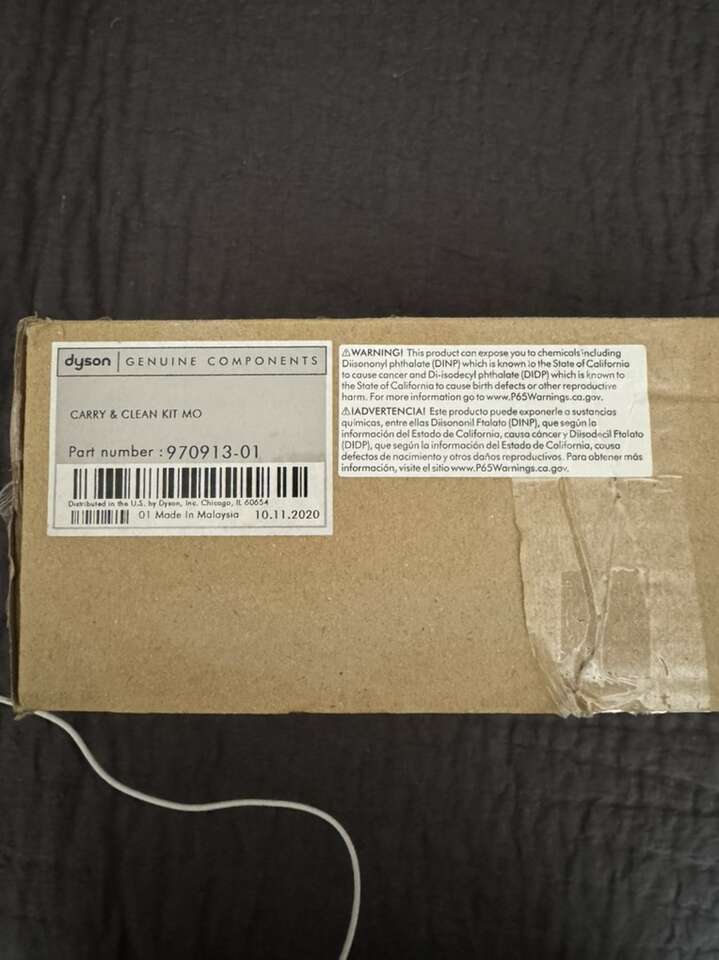 dyson | GENUINE COMPONENTS
CARRY & CLEAN KIT MO
Part number : 970913-01
Distributed in the U.S. by Dyson, Inc. Chicago, IL 60654
01 Made In Malaysia 10.11.2020
⚠WARNING! This product can expose you to chemicals including
Diisononyl phthalate (DINP) which is known to the State of California
to cause cancer and Di-isodecyl phthalate (DIDP) which is known to
the State of California to cause birth defects or other reproductive
harm. For more information go to www.P65Warnings.ca.gov.
⚠¡ADVERTENCIA! Este producto puede exponerle a sustancias
químicas, entre ellas Diisononil Ftalato (DINP), que según la
información del Estado de California, causa cáncer y Diisodecil Ftalato
(DIDP), que según la información del Estado de California, causa
defectos de nacimiento y otros daños reproductivos. Para obtener más
información, visite el sitio www.P65Warnings.ca.gov.